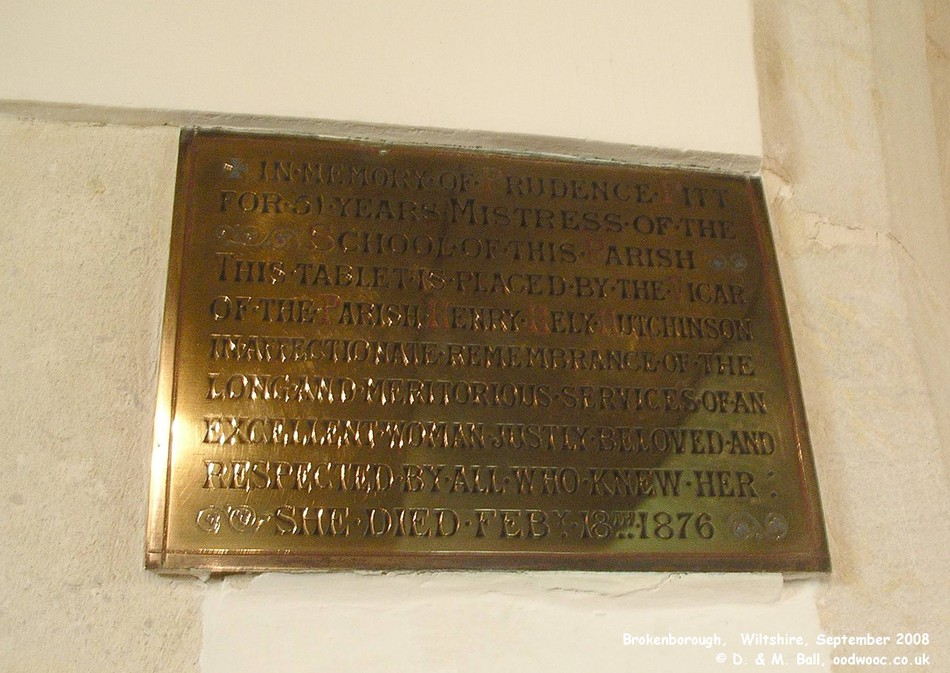 IN·MEMORY·OF·PRUDENCE·PITT
FOR·51·YEARS·MISTRESS·OF·THE
SCHOOL·OF·THIS·PARISH
THIS·TABLET·IS·PLACED·BY·THE·VICAR
OF·THE·PARISH·HENRY·HELY·HUTCHINSON
IN·AFFECTIONATE·REMEMBRANCE·OF·THE
LONG·AND·MERITORIOUS·SERVICES·OF·AN
EXCELLENT·WOMAN·JUSTLY·BELOVED·AND
RESPECTED·BY·ALL·WHO·KNEW·HER:
SHE·DIED·FEBY·18TH·1876
Brokenborough, Wiltshire, September 2008
© D. & M. Ball, oodwooc.co.uk